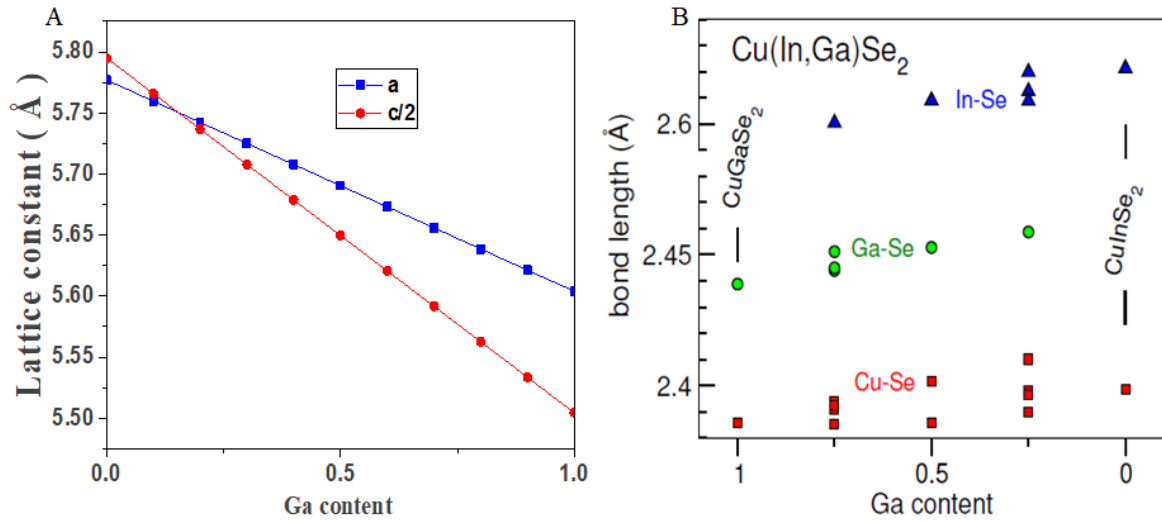 A
Lattice constant ( Å )
5.80
5.75
5.70
5.65
5.60
5.55
5.50
0.0
0.5
1.0
Ga content
a
c/2
B
Cu(In,Ga)Se2
bond length (Å)
2.6
2.45
2.4
In-Se
Ga-Se
Cu-Se
CuGaSe2
CuInSe2
1
0.5
0
Ga content